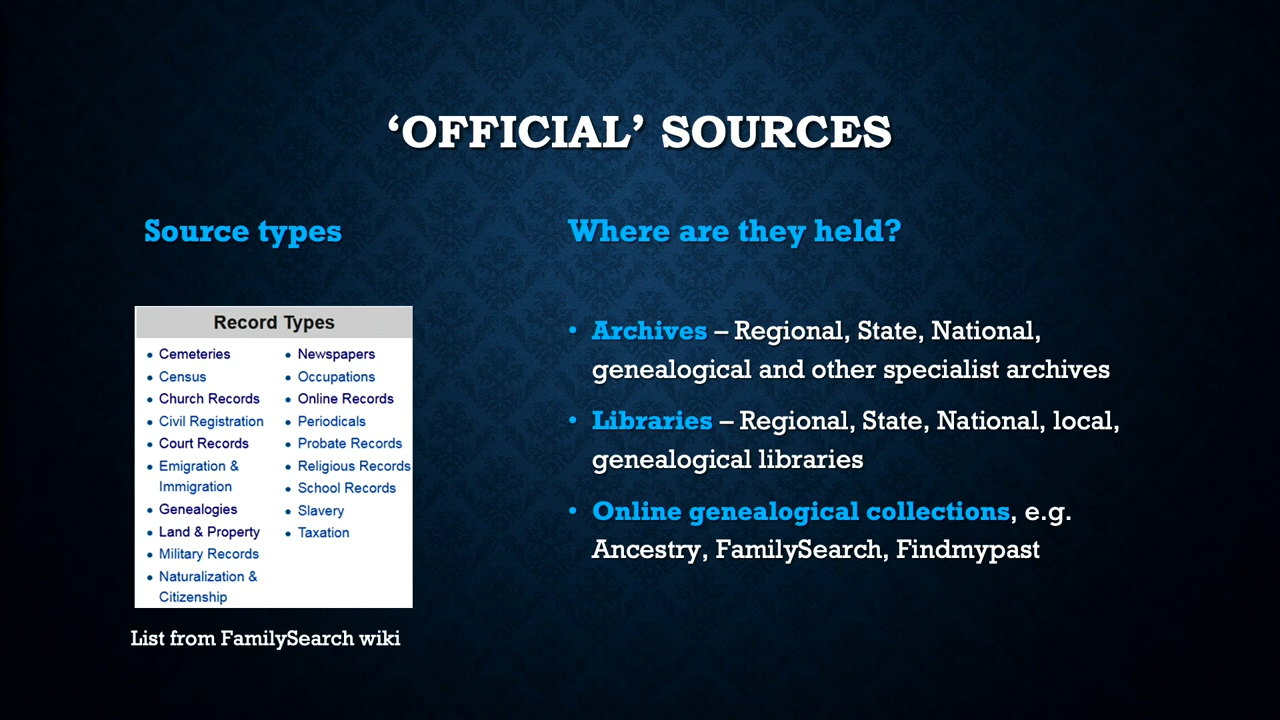 ‘OFFICIAL’ SOURCES
Source types
Record Types
Cemeteries
Census
Church Records
Civil Registration
Court Records
Emigration &
Immigration
Genealogies
Land & Property
Military Records
Naturalization &
Citizenship
Newspapers
Occupations
Online Records
Periodicals
Probate Records
Religious Records
School Records
Slavery
Taxation
List from FamilySearch wiki
Where are they held?
• Archives – Regional, State, National,
genealogical and other specialist archives
• Libraries – Regional, State, National, local,
genealogical libraries
• Online genealogical collections, e.g.
Ancestry, FamilySearch, Findmypast